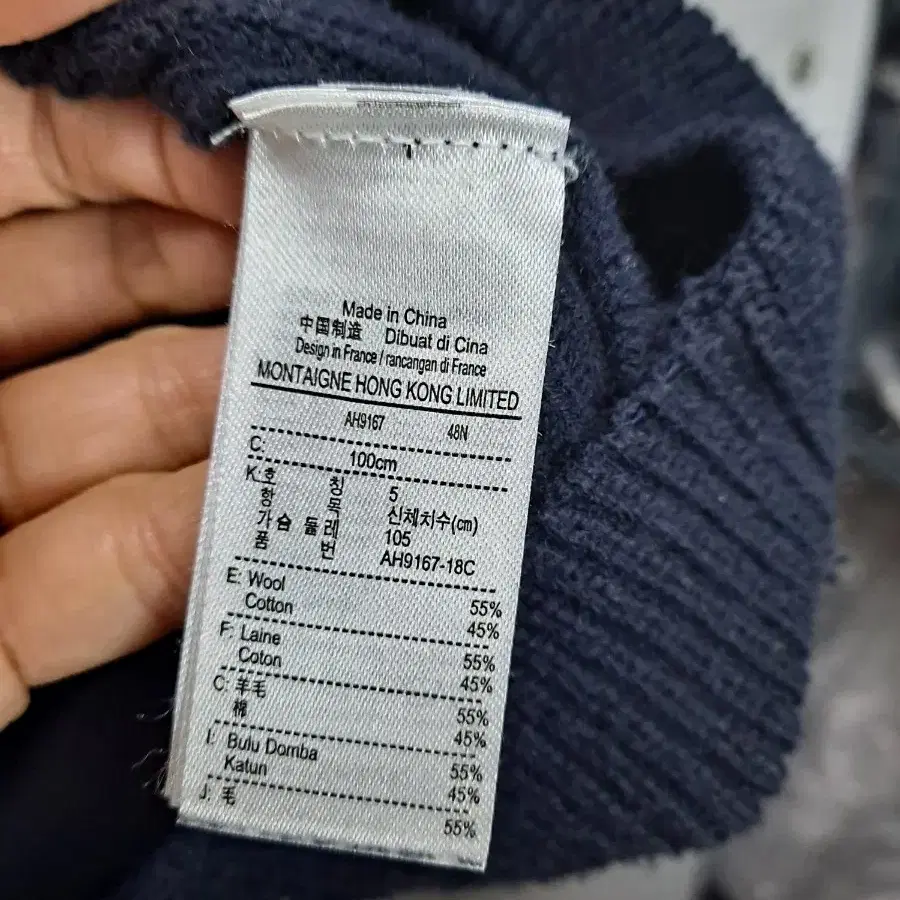 Made in China
中国制造 Dibuat di Cina
Design in France / rancangan di France
MONTAIGNE HONG KONG LIMITED
AH9167 48N
C: 100cm
K:호 칭 5
항 목 신체치수(㎝)
가슴 둘레 105
품 번 AH9167-18C
E: Wool 55%
Cotton 45%
F: Laine 55%
Coton 45%
C: 羊毛 55%
棉 45%
I: Bulu Domba 55%
Katun 45%
J: 毛 55%